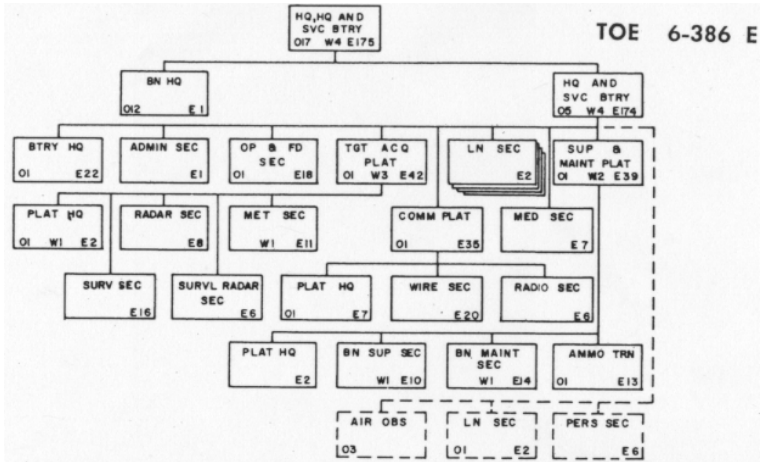 HQ, HQ AND
SVC BTRY
O17 W4 E175
TOE 6-386 E
BN HQ
O12 E1
HQ AND
SVC BTRY
O5 W4 E174
BTRY HQ
O1 E22
ADMIN SEC
E1
OP & FD
SEC
O1 E18
TGT ACQ
PLAT
O1 W3 E42
LN SEC
E2
SUP &
MAINT PLAT
O1 W2 E39
PLAT HQ
O1 W1 E2
RADAR SEC
E8
MET SEC
W1 E11
COMM PLAT
O1 E35
MED SEC
E7
SURV SEC
E16
SURVL RADAR
SEC
E6
PLAT HQ
O1 E7
WIRE SEC
E20
RADIO SEC
E6
PLAT HQ
E2
BN SUP SEC
W1 E10
BN MAINT
SEC
W1 E14
AMMO TRN
O1 E13
AIR OBS
O3
LN SEC
O1 E2
PERS SEC
E6